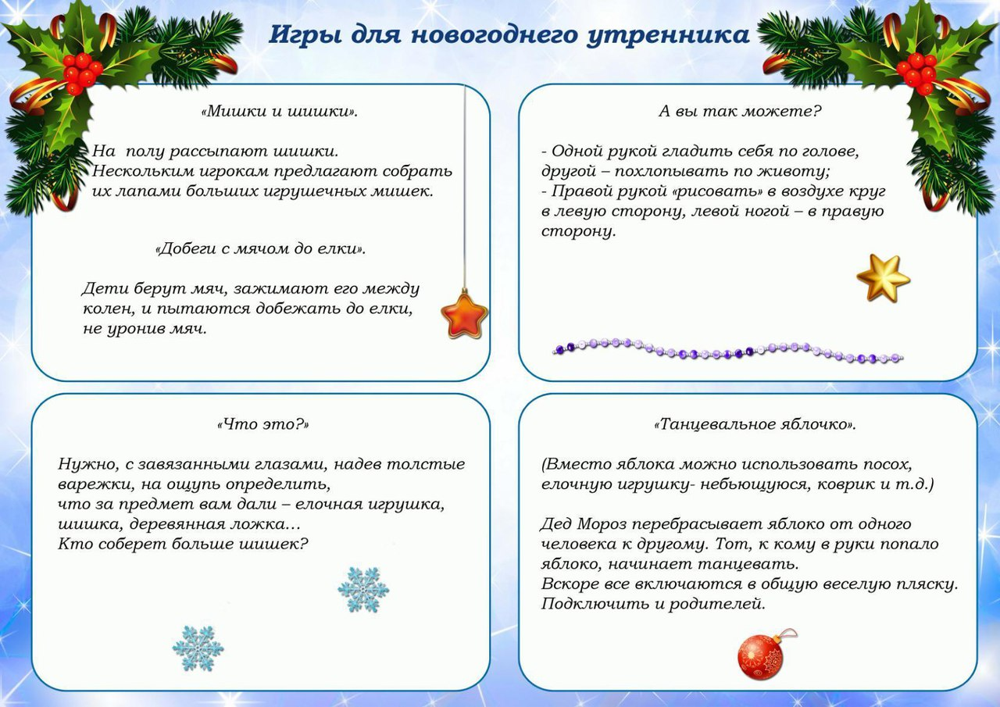 Игры для новогоднего утренника
«Мишки и шишки».
На полу рассыпают шишки.
Нескольким игрокам предлагают собрать
их лапами больших игрушечных мишек.
«Добеги с мячом до елки».
Дети берут мяч, зажимают его между
колен, и пытаются добежать до елки,
не уронив мяч.
А вы так можете?
- Одной рукой гладить себя по голове,
другой – похлопывать по животу;
- Правой рукой «рисовать» в воздухе круг
в левую сторону, левой ногой – в правую
сторону.
«Что это?»
Нужно, с завязанными глазами, надев толстые
варежки, на ощупь определить,
что за предмет вам дали – елочная игрушка,
шишка, деревянная ложка...
Кто соберет больше шишек?
«Танцевальное яблочко».
(Вместо яблока можно использовать посох,
елочную игрушку- небьющуюся, коврик и т.д.)
Дед Мороз перебрасывает яблоко от одного
человека к другому. Тот, к кому в руки попало
яблоко, начинает танцевать.
Вскоре все включаются в общую веселую пляску.
Подключить и родителей.